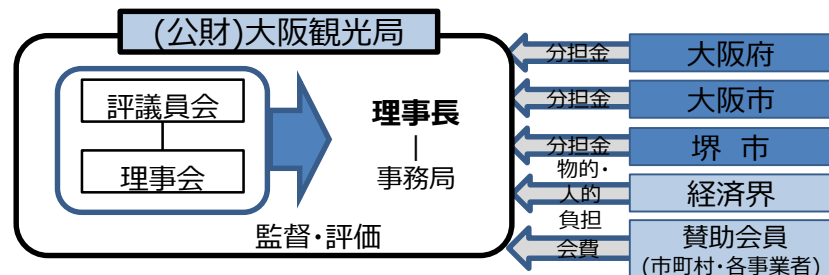 (公財)大阪観光局
評議員会
理事会
理事長
事務局
監督・評価
分担金
大阪府
分担金
大阪市
分担金
堺 市
物的・
人的
負担
経済界
会費
賛助会員
(市町村・各事業者)